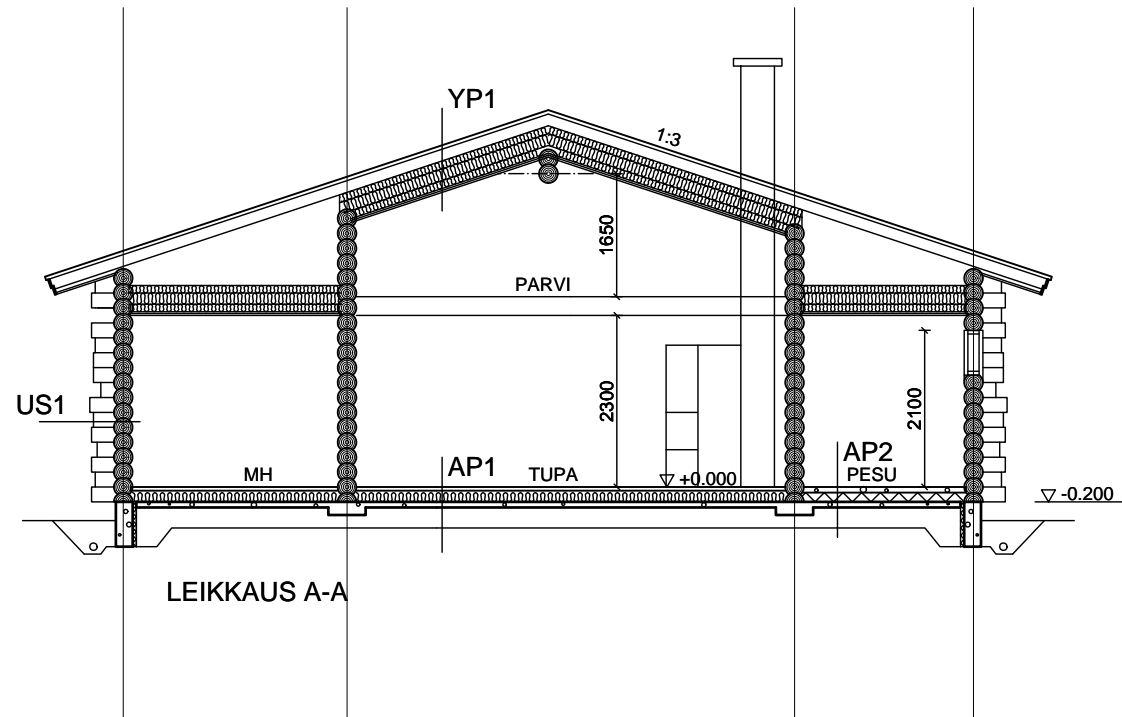 YP1
1:3
1650
PARVI
US1
2300
2100
MH
AP1
TUPA
+0.000
AP2
PESU
-0.200
LEIKKAUS A-A